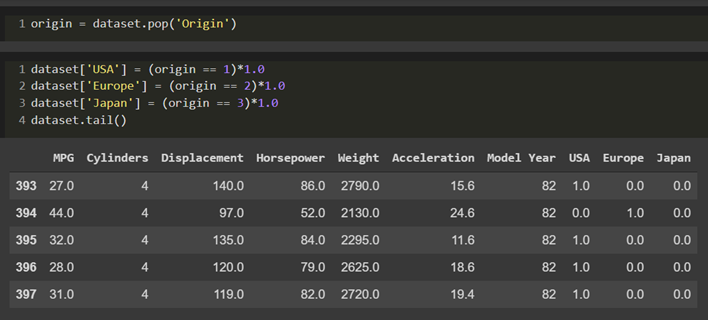 1 origin = dataset.pop('Origin')
1 dataset['USA'] = (origin == 1)*1.0
2 dataset['Europe'] = (origin == 2)*1.0
3 dataset['Japan'] = (origin == 3)*1.0
4 dataset.tail()
MPG Cylinders Displacement Horsepower Weight Acceleration Model Year USA Europe Japan
393 27.0 4 140.0 86.0 2790.0 15.6 82 1.0 0.0 0.0
394 44.0 4 97.0 52.0 2130.0 24.6 82 0.0 1.0 0.0
395 32.0 4 135.0 84.0 2295.0 11.6 82 1.0 0.0 0.0
396 28.0 4 120.0 79.0 2625.0 18.6 82 1.0 0.0 0.0
397 31.0 4 119.0 82.0 2720.0 19.4 82 1.0 0.0 0.0